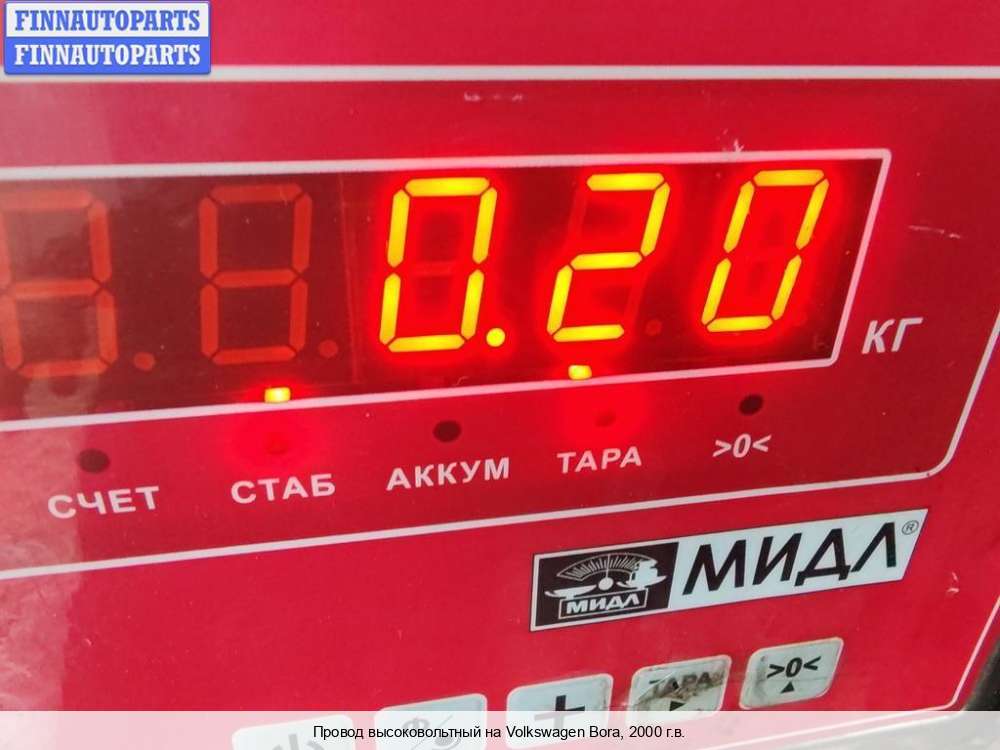 FINNAUTOPARTS
FINNAUTOPARTS
0.20
КГ
СЧЕТ СТАБ АККУМ ТАРА >0<
МИДЛ МИДЛ®
+ ТАРА >0<
Провод высоковольтный на Volkswagen Bora, 2000 г.в.